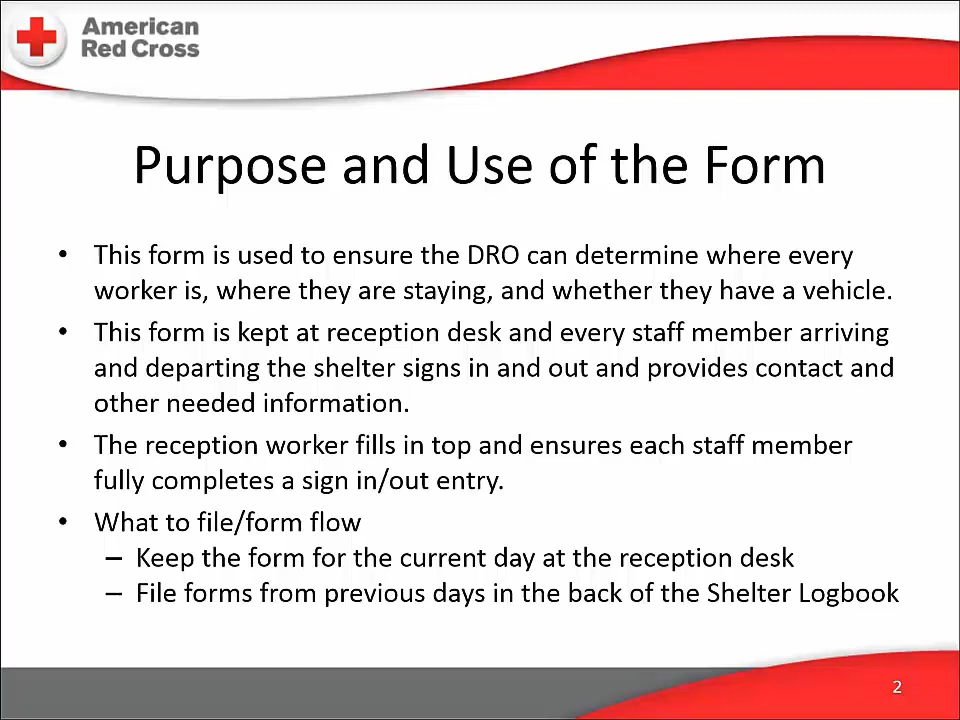 American
Red Cross
Purpose and Use of the Form
• This form is used to ensure the DRO can determine where every
worker is, where they are staying, and whether they have a vehicle.
• This form is kept at reception desk and every staff member arriving
and departing the shelter signs in and out and provides contact and
other needed information.
• The reception worker fills in top and ensures each staff member
fully completes a sign in/out entry.
• What to file/form flow
– Keep the form for the current day at the reception desk
– File forms from previous days in the back of the Shelter Logbook
2